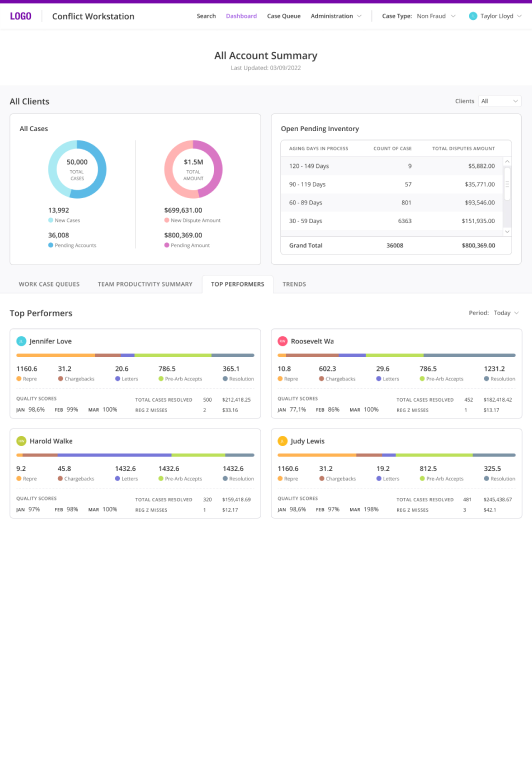 LOGO Conflict Workstation Search Dashboard Case Queue Administration Case Type: Non Fraud Taylor Lloyd
All Account Summary
Last Updated: 03/09/2022
All Clients
Clients All
All Cases
50,000
TOTAL
CASES
$1.5M
TOTAL
AMOUNT
13,992
New Cases
36,008
Pending Accounts
$699,631.00
New Dispute Amount
$800,369.00
Pending Amount
Open Pending Inventory
AGING DAYS IN PROCESS COUNT OF CASE TOTAL DISPUTES AMOUNT
120 - 149 Days 9 $5,882.00
90 - 119 Days 57 $35,771.00
60 - 89 Days 801 $93,546.00
30 - 59 Days 6363 $151,935.00
Grand Total 36008 $800,369.00
WORK CASE QUEUES TEAM PRODUCTIVITY SUMMARY TOP PERFORMERS TRENDS
Top Performers
Period: Today
Jennifer Love
1160.6 31.2 20.6 786.5 365.1
Repre Chargebacks Letters Pre-Arb Accepts Resolution
QUALITY SCORES
JAN 98,6% FEB 99% MAR 100%
TOTAL CASES RESOLVED 500 $212,418.25
REG Z MISSES 2 $33.16
Roosevelt Wa
10.8 602.3 29.6 786.5 1231.2
Repre Chargebacks Letters Pre-Arb Accepts Resolution
QUALITY SCORES
JAN 77,1% FEB 86% MAR 100%
TOTAL CASES RESOLVED 452 $182,418.42
REG Z MISSES 1 $13.17
Harold Walke
9.2 45.8 1432.6 1432.6 1432.6
Repre Chargebacks Letters Pre-Arb Accepts Resolution
QUALITY SCORES
JAN 97% FEB 98% MAR 100%
TOTAL CASES RESOLVED 320 $159,418.69
REG Z MISSES 1 $12.17
Judy Lewis
1160.6 31.2 19.2 812.5 325.5
Repre Chargebacks Letters Pre-Arb Accepts Resolution
QUALITY SCORES
JAN 98,6% FEB 97% MAR 198%
TOTAL CASES RESOLVED 481 $245,438.67
REG Z MISSES 3 $42.1